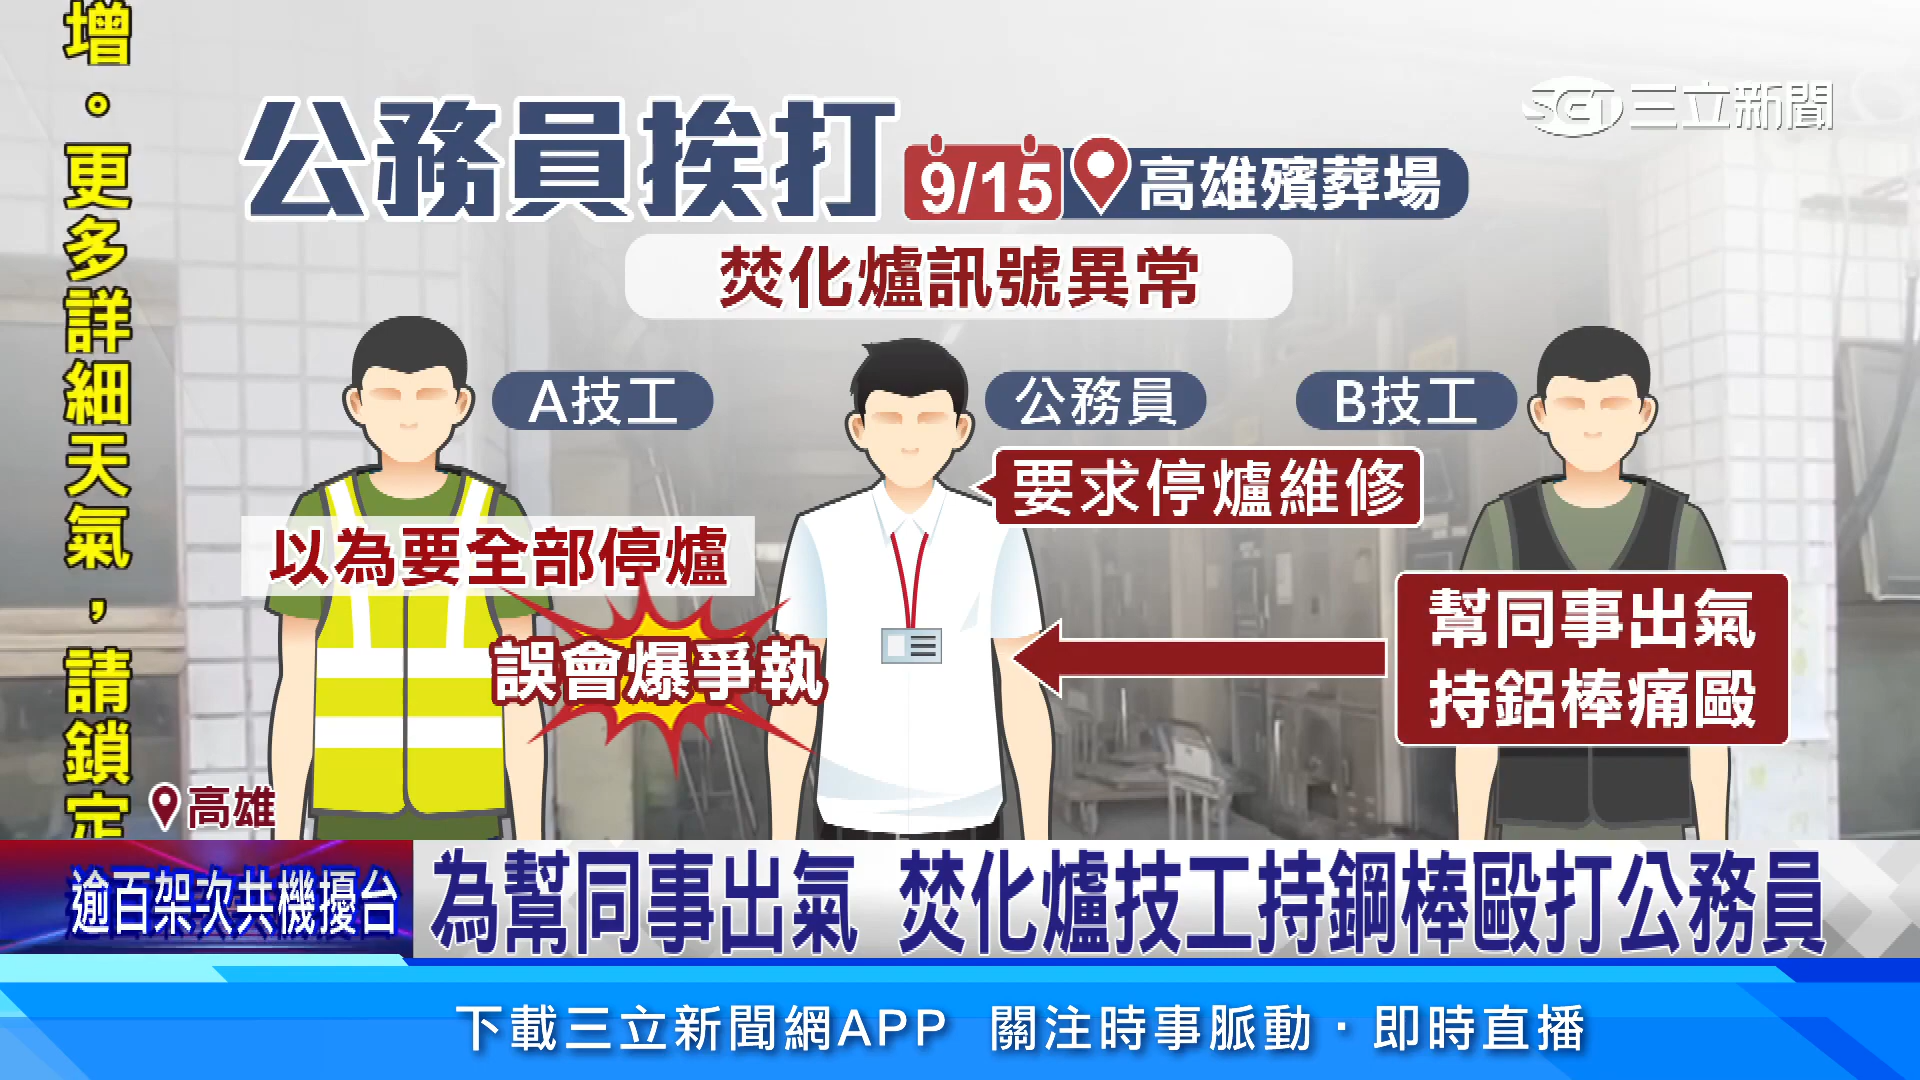 增。更多詳細天氣，請鎖定
SET三立新聞
公務員挨打
9/15
高雄殯葬場
焚化爐訊號異常
A技工
公務員
B技工
要求停爐維修
以為要全部停爐
誤會爆爭執
幫同事出氣
持鋁棒痛毆
高雄
逾百架次共機擾台
為幫同事出氣 焚化爐技工持鋼棒毆打公務員
下載三立新聞網APP 關注時事脈動·即時直播